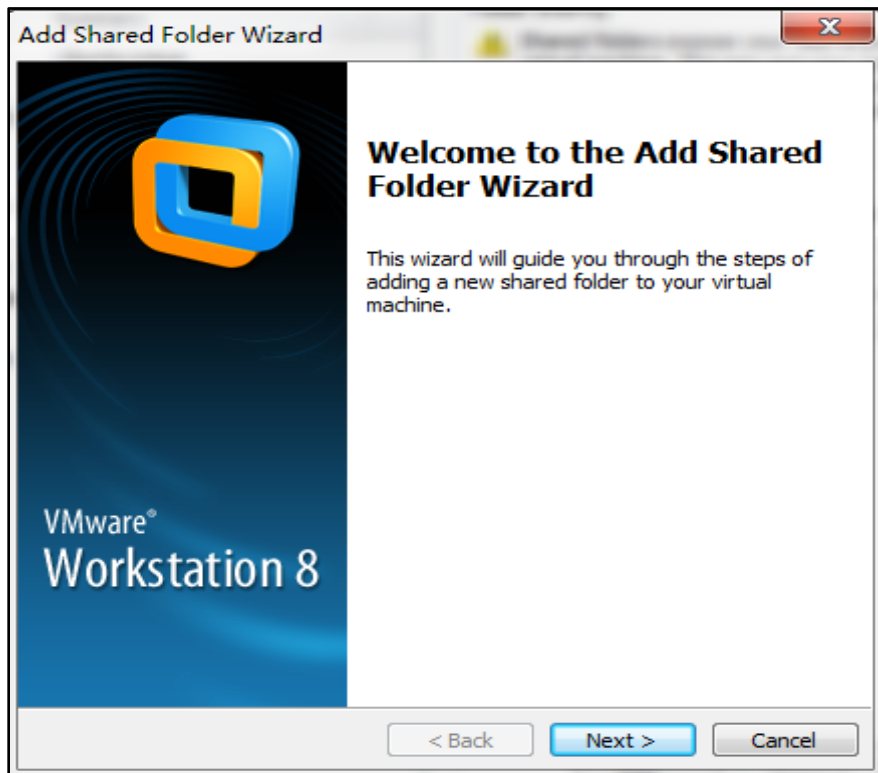 Add Shared Folder Wizard
Welcome to the Add Shared
Folder Wizard
This wizard will guide you through the steps of
adding a new shared folder to your virtual
machine.
VMware®
Workstation 8
< Back
Next >
Cancel